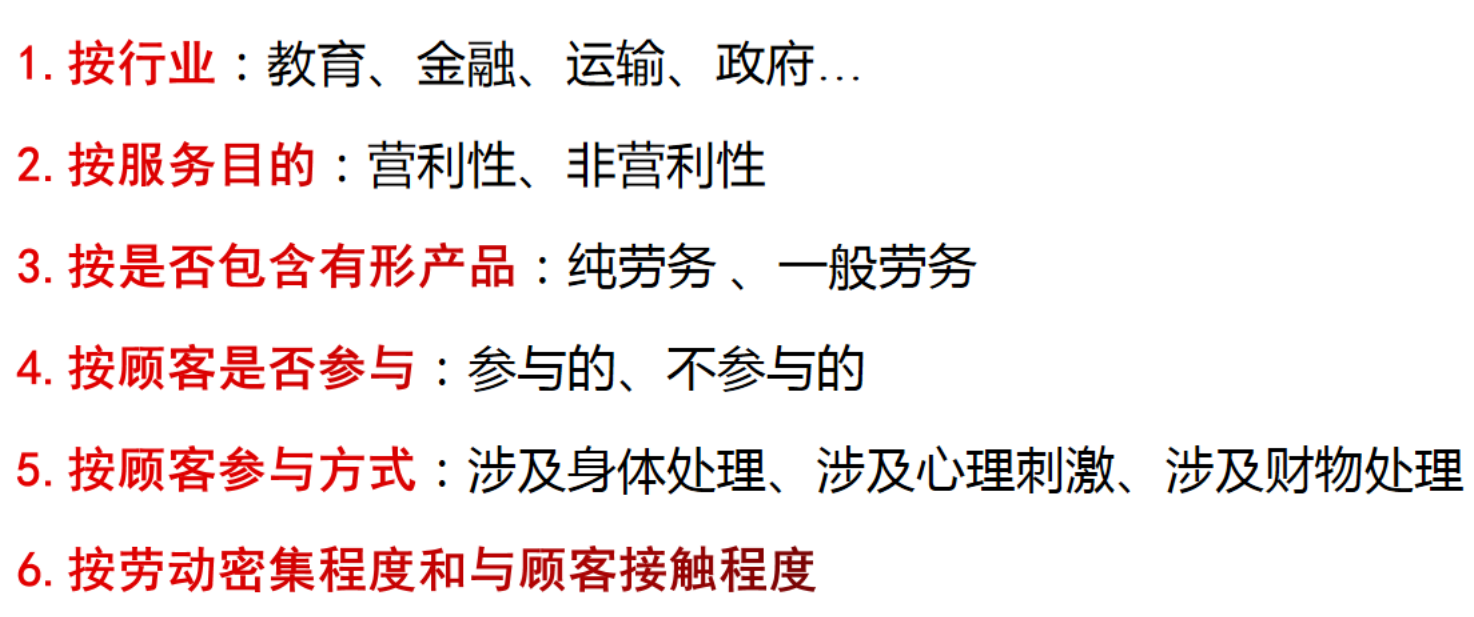 1. 按行业：教育、金融、运输、政府…
2. 按服务目的：营利性、非营利性
3. 按是否包含有形产品：纯劳务 、一般劳务
4. 按顾客是否参与：参与的、不参与的
5. 按顾客参与方式：涉及身体处理、涉及心理刺激、涉及财物处理
6. 按劳动密集程度和与顾客接触程度